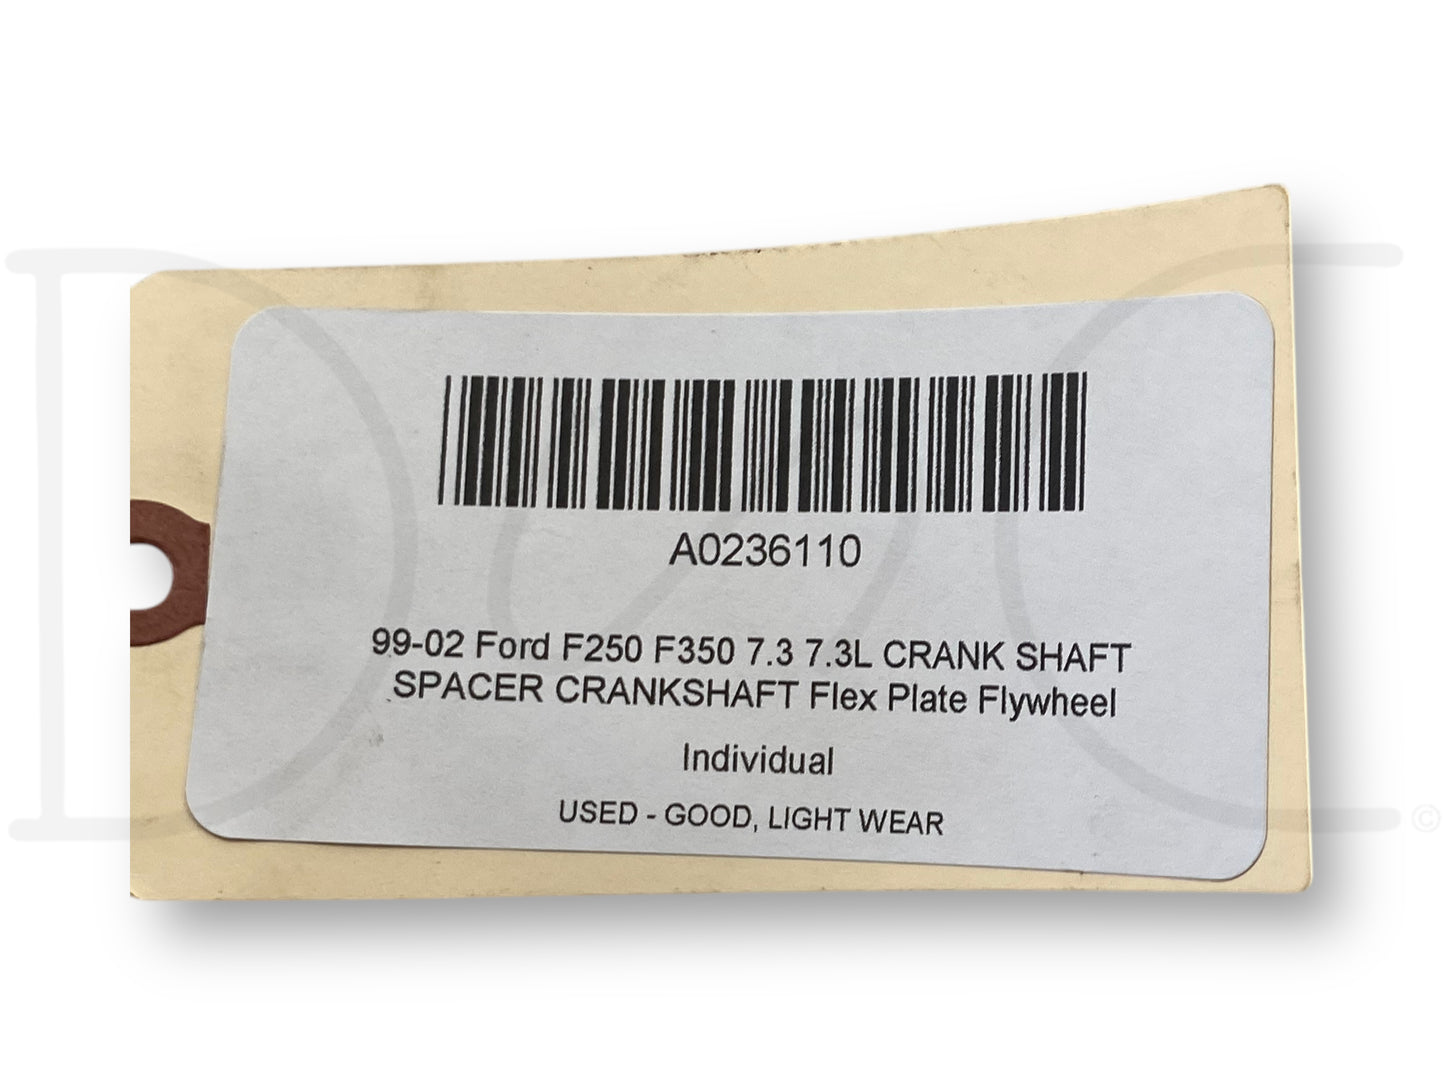 A0236110
99-02 Ford F250 F350 7.3 7.3L CRANK SHAFT
SPACER CRANKSHAFT Flex Plate Flywheel
Individual
USED - GOOD, LIGHT WEAR
©